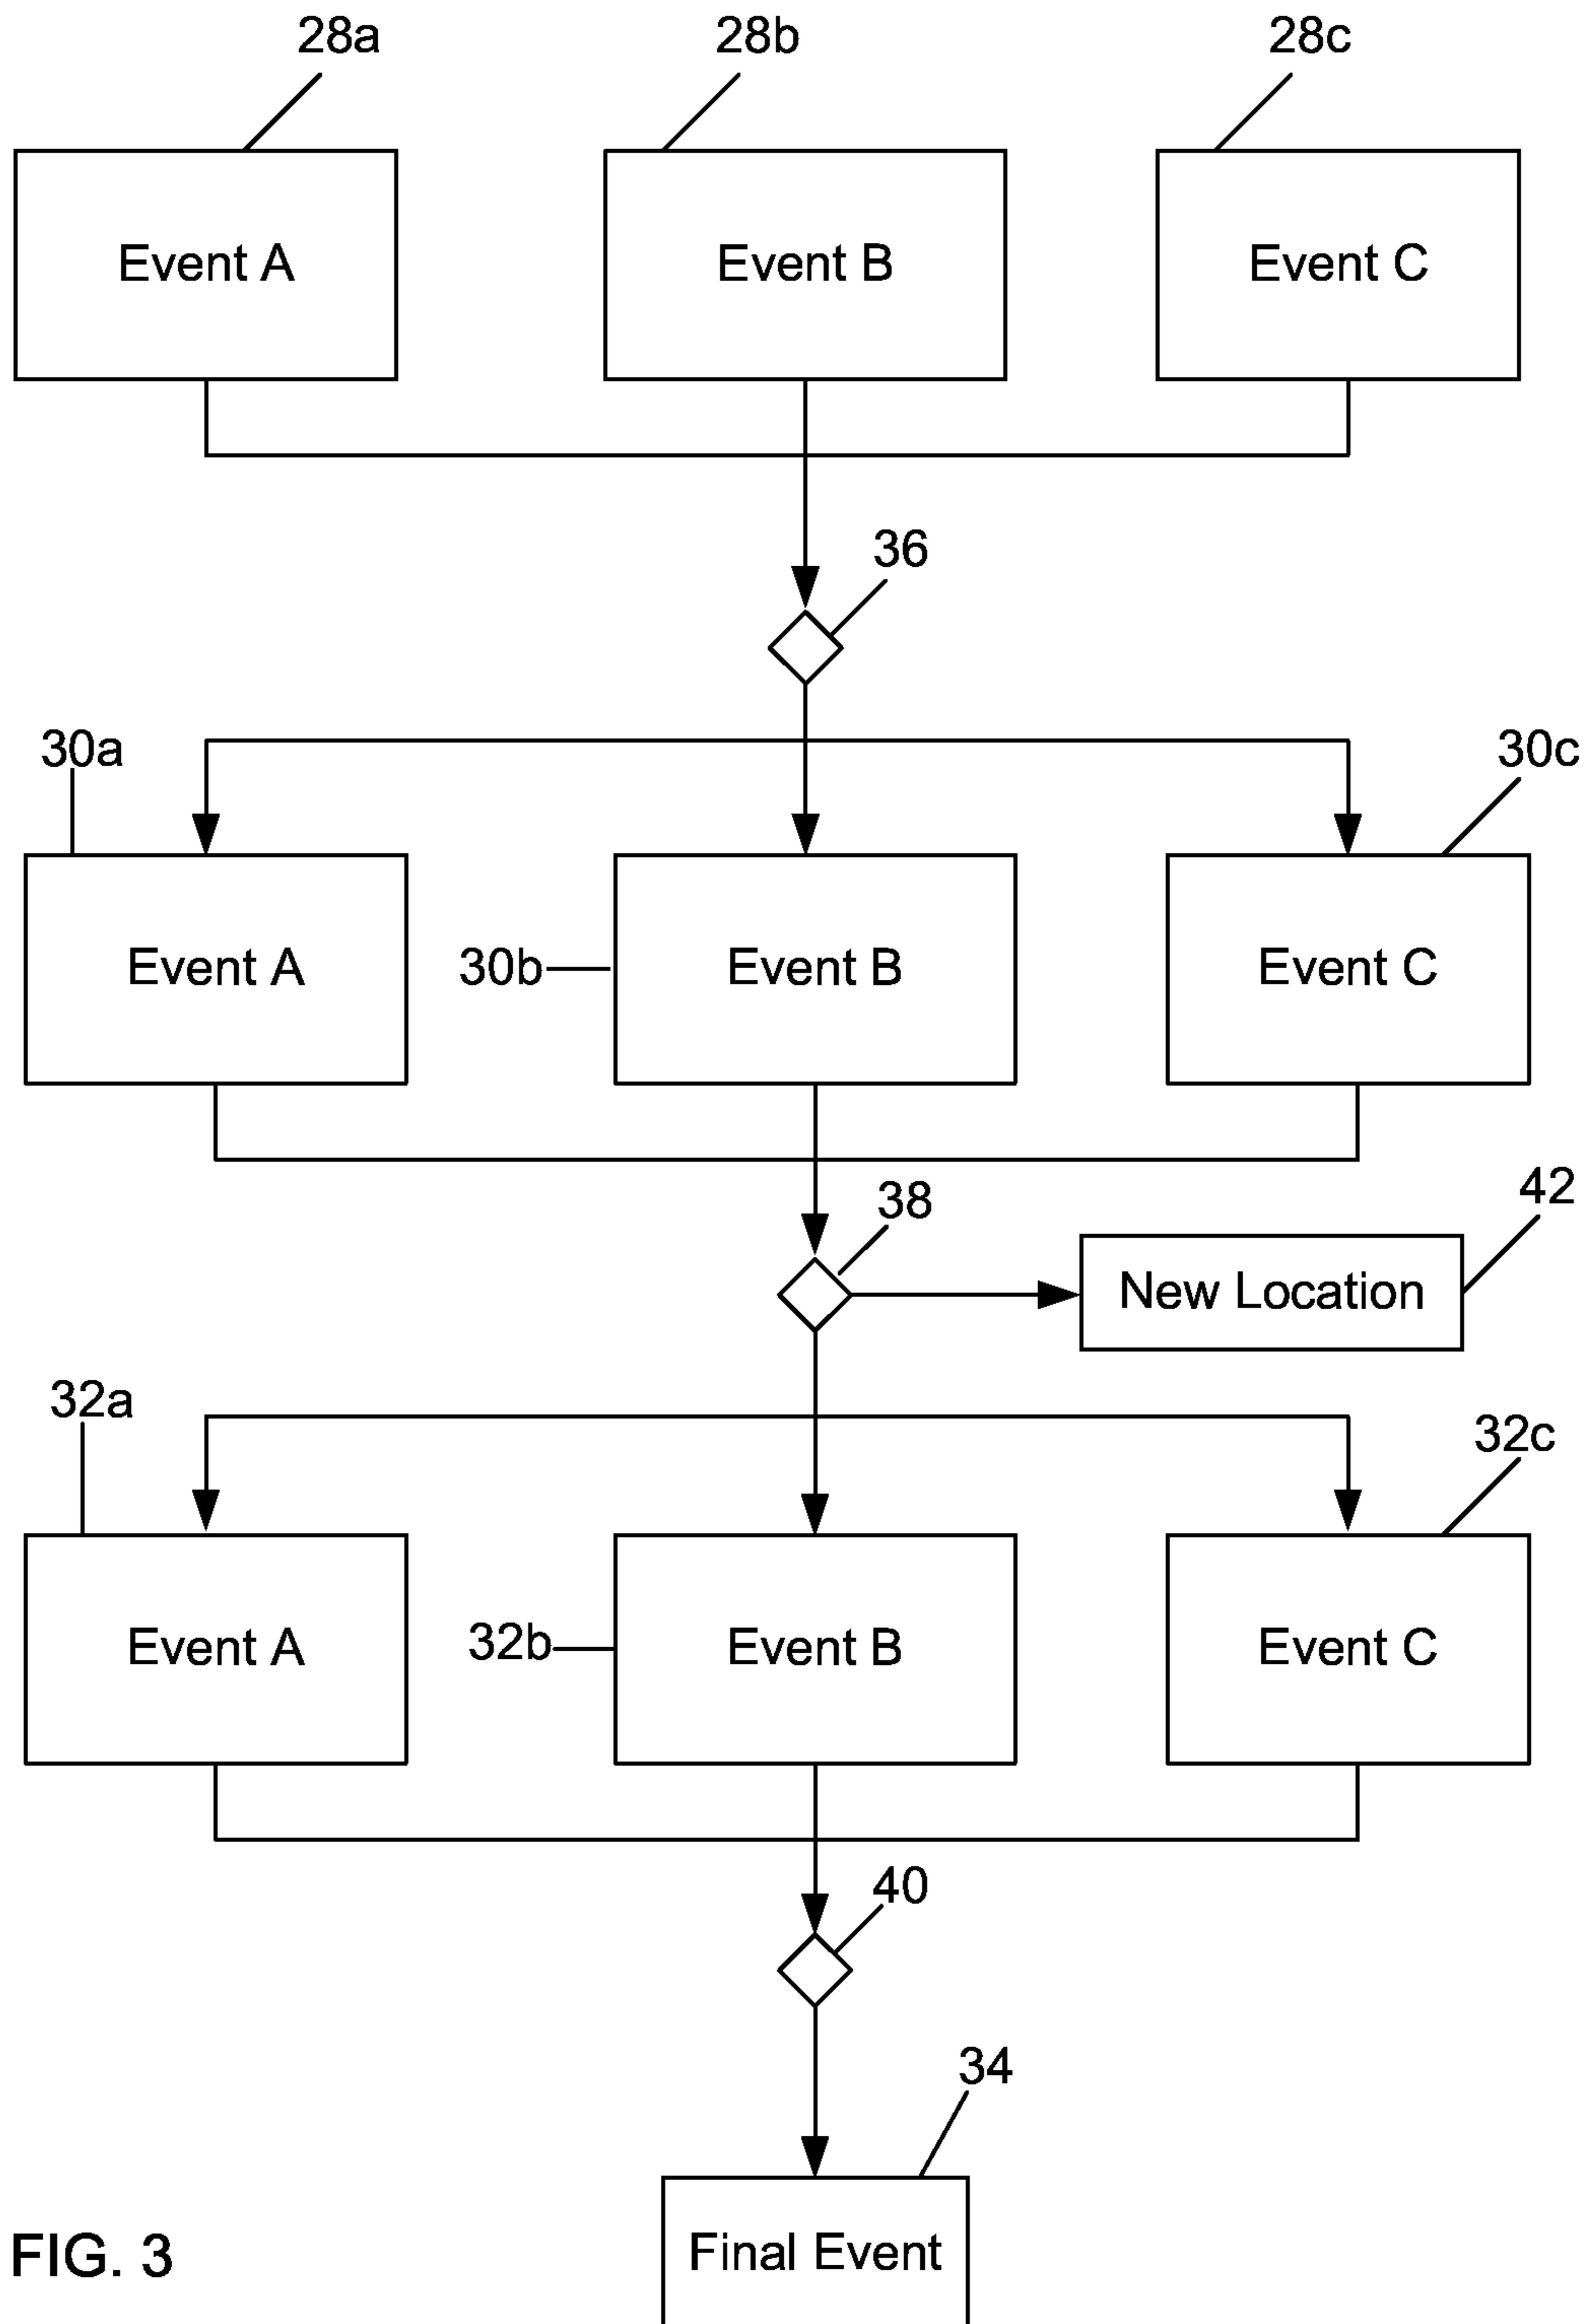 28a 28b 28c
Event A Event B Event C
36
30a 30c
Event A 30b Event B Event C
38 42
New Location
32a 32c
Event A 32b Event B Event C
40
34
Final Event
FIG. 3